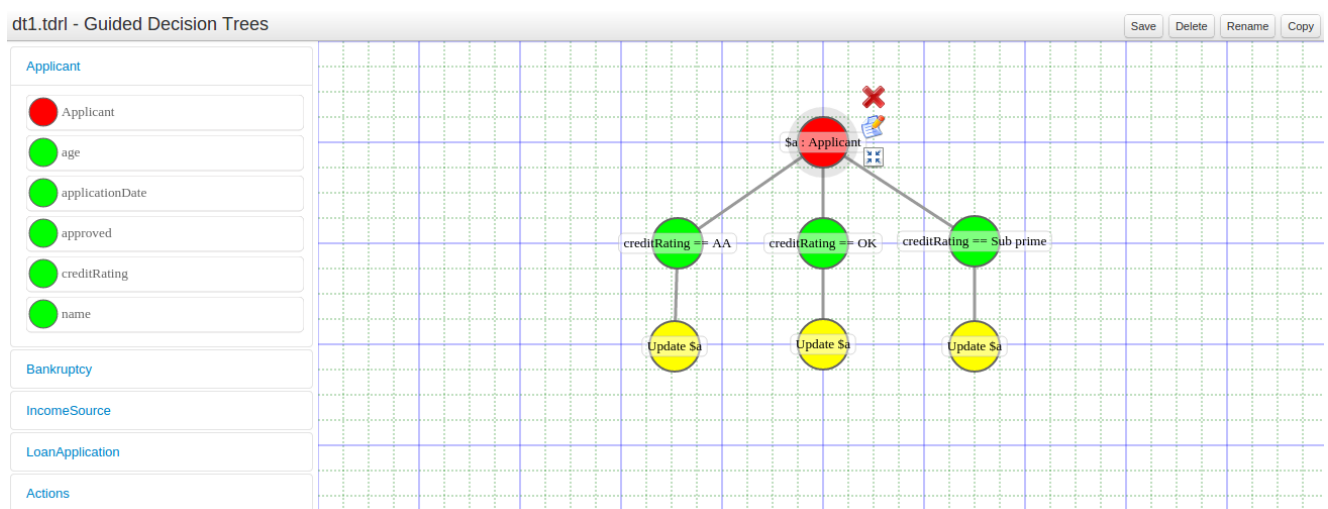 dt1.tdrl - Guided Decision Trees
Save Delete Rename Copy
Applicant
Applicant
age
applicationDate
approved
creditRating
name
Bankruptcy
IncomeSource
LoanApplication
Actions
$a : Applicant
creditRating == AA
creditRating == OK
creditRating == Sub prime
Update $a
Update $a
Update $a